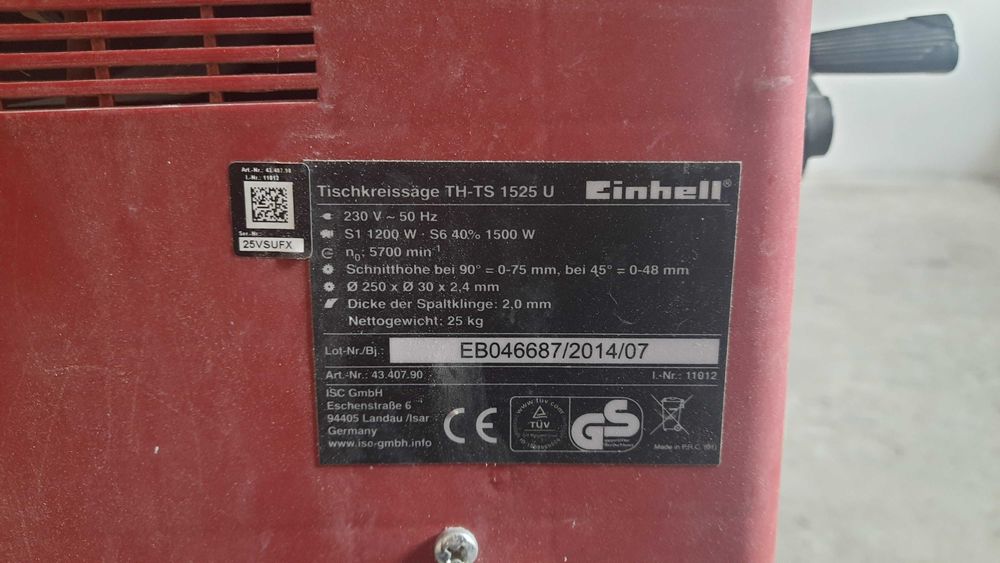 Art.-Nr.: 43.407.90
I.-Nr.: 11012
Ser.-Nr.:
25VSUFX
Tischkreissäge TH-TS 1525 U
Einhell®
230 V ~ 50 Hz
S1 1200 W · S6 40% 1500 W
n0: 5700 min-1
Schnitthöhe bei 90° = 0-75 mm, bei 45° = 0-48 mm
Ø 250 x Ø 30 x 2,4 mm
Dicke der Spaltklinge: 2,0 mm
Nettogewicht: 25 kg
Lot-Nr./Bj.: EB046687/2014/07
Art.-Nr.: 43.407.90
I.-Nr.: 11012
ISC GmbH
Eschenstraße 6
94405 Landau /Isar
Germany
www.isc-gmbh.info
CE
www.tuv.com
TÜV
GS
Made in P.R.C.